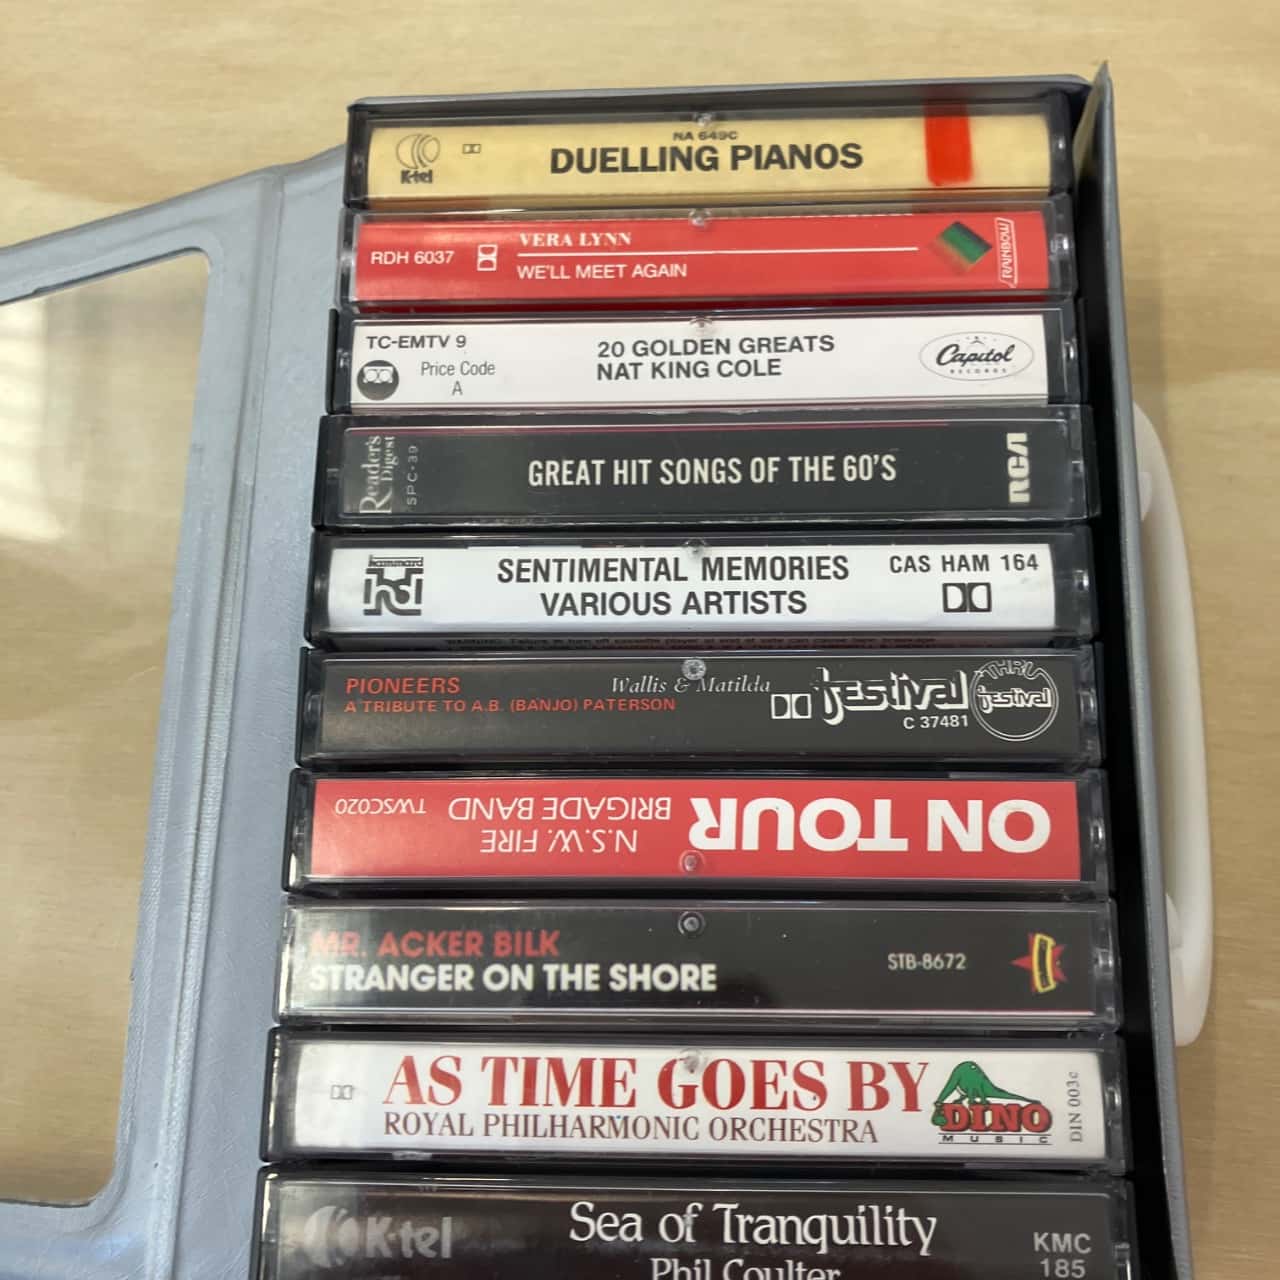 NA 649C
K-tel
DUELLING PIANOS
RDH 6037
VERA LYNN
WE'LL MEET AGAIN
RAINBOW
TC-EMTV 9
Price Code
A
20 GOLDEN GREATS
NAT KING COLE
Capitol
RECORDS
Reader's
Digest
SPC-39
GREAT HIT SONGS OF THE 60'S
RCA
hammard
SENTIMENTAL MEMORIES
VARIOUS ARTISTS
CAS HAM 164
PIONEERS
A TRIBUTE TO A.B. (BANJO) PATERSON
Wallis & Matilda
festival
C 37481
THRU
festival
ON TOUR
N.S.W. FIRE
BRIGADE BAND
TWSC020
MR. ACKER BILK
STRANGER ON THE SHORE
STB-8672
AS TIME GOES BY
ROYAL PHILHARMONIC ORCHESTRA
DINO
MUSIC
DIN 003c
K-tel
Sea of Tranquility
Phil Coulter
KMC
185